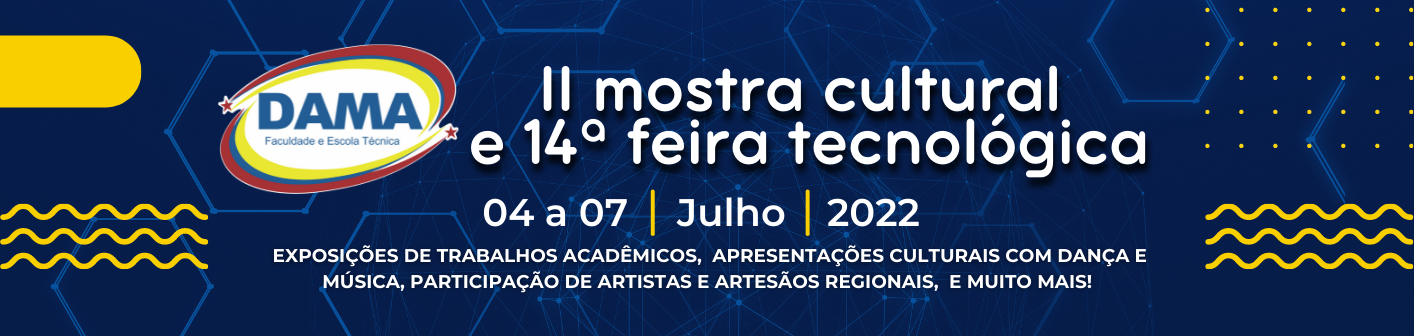 DAMA
Faculdade e Escola Técnica
II mostra cultural
e 14ª feira tecnológica
04 a 07 | Julho | 2022
EXPOSIÇÕES DE TRABALHOS ACADÊMICOS, APRESENTAÇÕES CULTURAIS COM DANÇA E
MÚSICA, PARTICIPAÇÃO DE ARTISTAS E ARTESÃOS REGIONAIS, E MUITO MAIS!